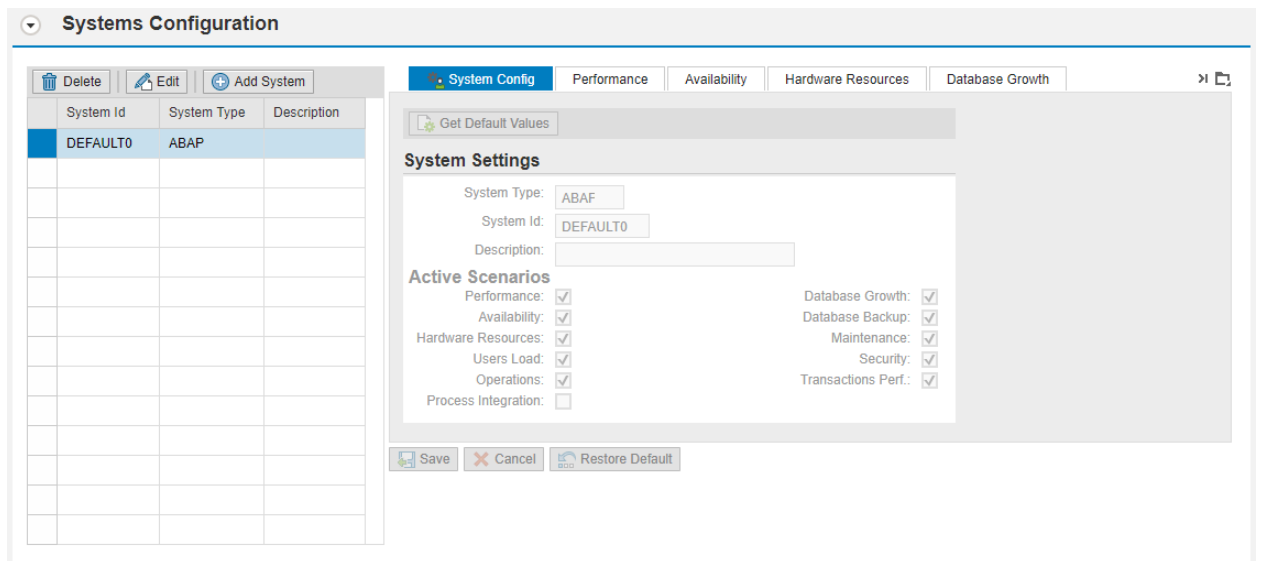 Systems Configuration
Delete Edit Add System
System Id System Type Description
DEFAULT0 ABAP
System Config Performance Availability Hardware Resources Database Growth
Get Default Values
System Settings
System Type: ABAF
System Id: DEFAULT0
Description:
Active Scenarios
Performance: Database Growth:
Availability: Database Backup:
Hardware Resources: Maintenance:
Users Load: Security:
Operations: Transactions Perf.:
Process Integration:
Save Cancel Restore Default